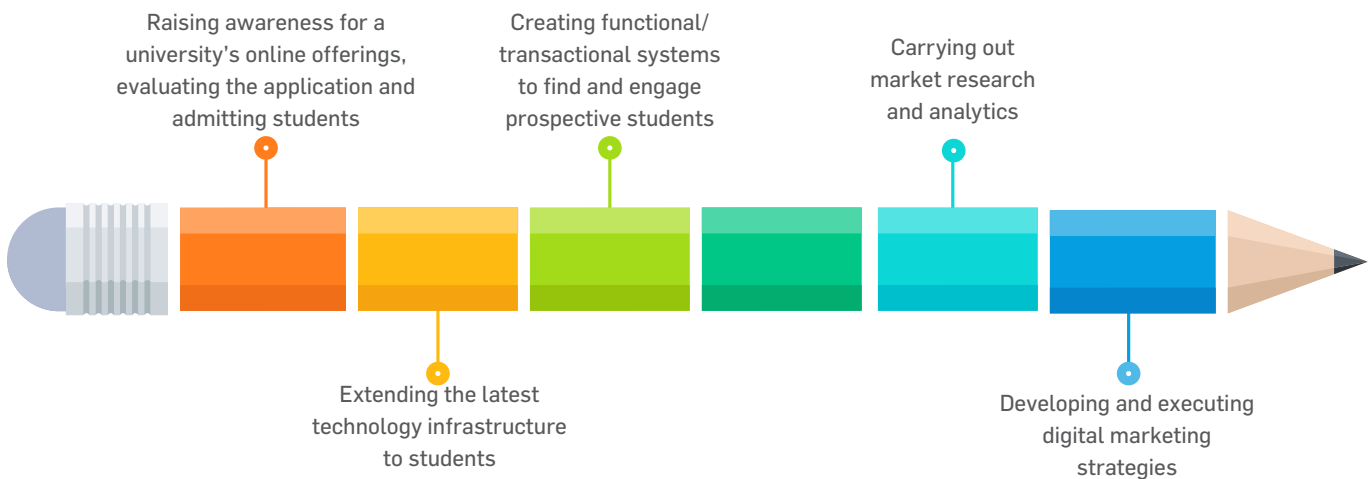 Raising awareness for a
university's online offerings,
evaluating the application and
admitting students
Extending the latest
technology infrastructure
to students
Creating functional/
transactional systems
to find and engage
prospective students
Carrying out
market research
and analytics
Developing and executing
digital marketing
strategies